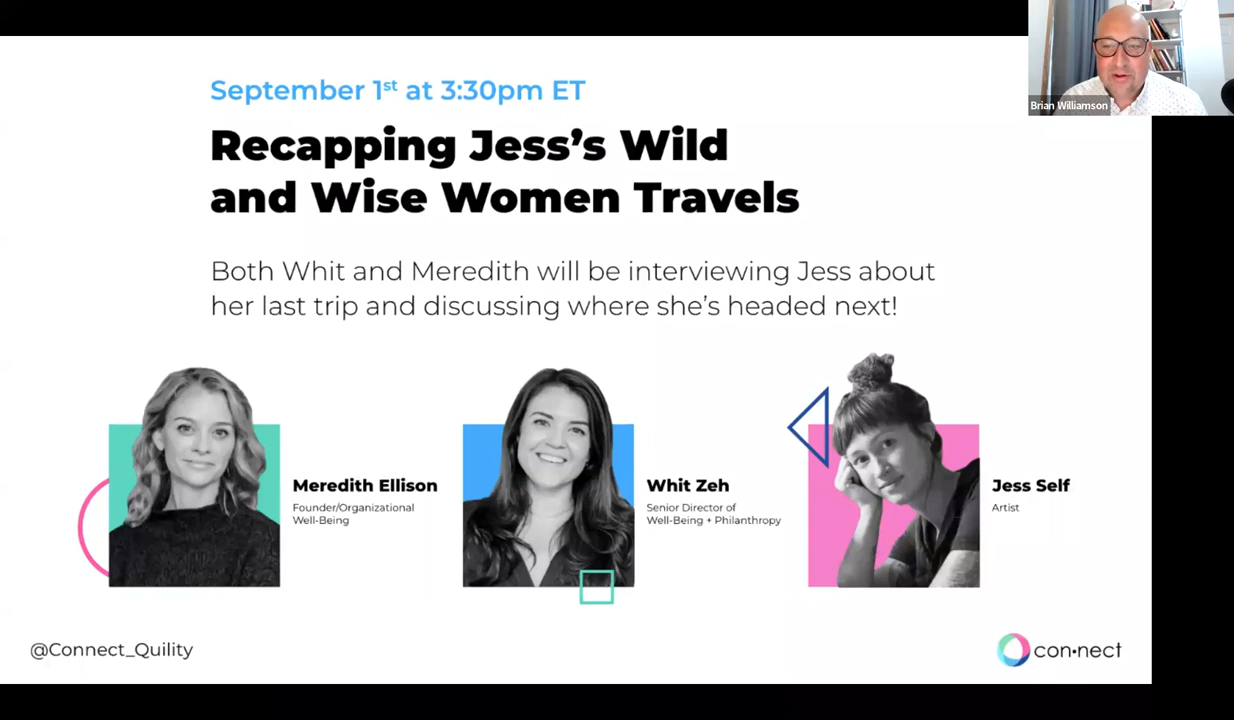 September 1st at 3:30pm ET
Recapping Jess's Wild
and Wise Women Travels
Both Whit and Meredith will be interviewing Jess about
her last trip and discussing where she's headed next!
Meredith Ellison
Founder/Organizational
Well-Being
Whit Zeh
Senior Director of
Well-Being + Philanthropy
Jess Self
Artist
@Connect_Quility
con•nect
Brian Williamson